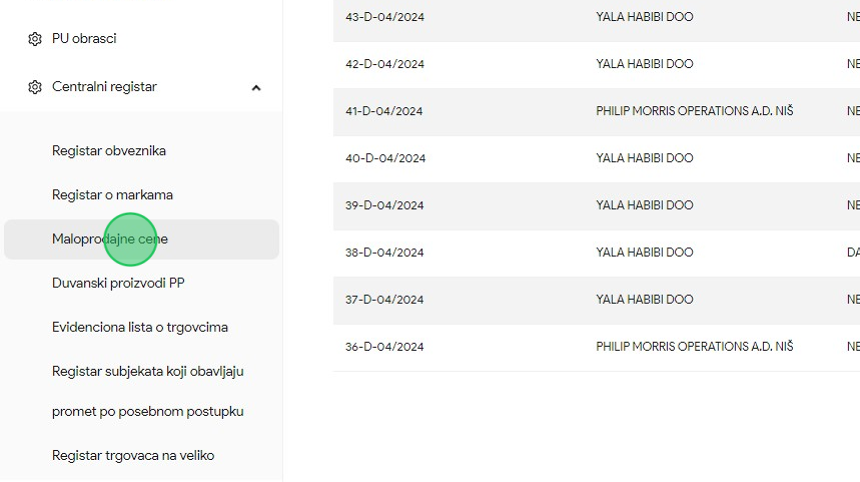 PU obrasci
Centralni registar
Registar obveznika
Registar o markama
Maloprodajne cene
Duvanski proizvodi PP
Evidenciona lista o trgovcima
Registar subjekata koji obavljaju
promet po posebnom postupku
Registar trgovaca na veliko
43-D-04/2024 YALA HABIBI DOO NE
42-D-04/2024 YALA HABIBI DOO NE
41-D-04/2024 PHILIP MORRIS OPERATIONS A.D. NIŠ NE
40-D-04/2024 YALA HABIBI DOO NE
39-D-04/2024 YALA HABIBI DOO NE
38-D-04/2024 YALA HABIBI DOO DA
37-D-04/2024 YALA HABIBI DOO NE
36-D-04/2024 PHILIP MORRIS OPERATIONS A.D. NIŠ NE